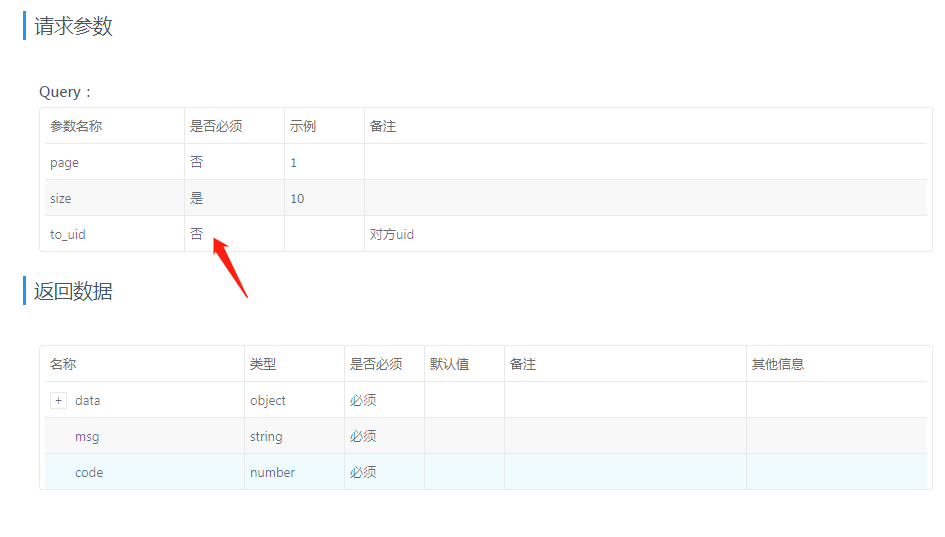 请求参数
Query：
参数名称 是否必须 示例 备注
page 否 1
size 是 10
to_uid 否 对方uid
返回数据
名称 类型 是否必须 默认值 备注 其他信息
+ data object 必须
msg string 必须
code number 必须